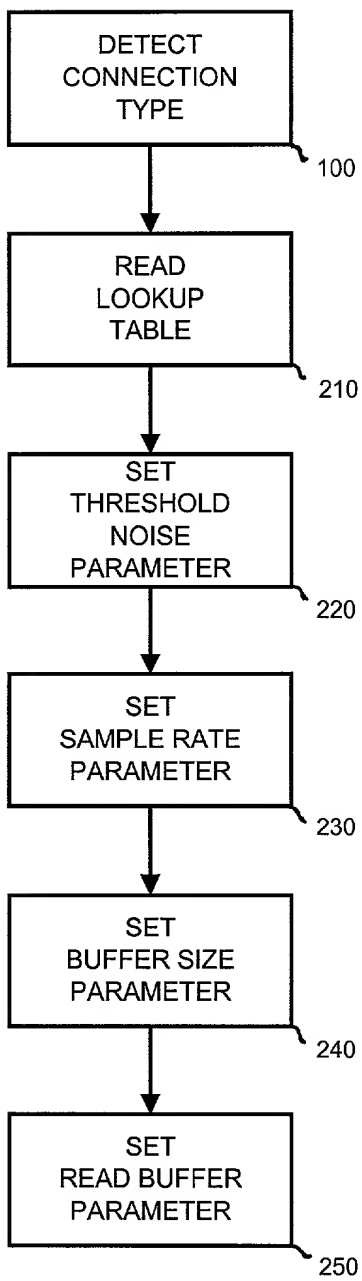 DETECT
CONNECTION
TYPE
100
READ
LOOKUP
TABLE
210
SET
THRESHOLD
NOISE
PARAMETER
220
SET
SAMPLE RATE
PARAMETER
230
SET
BUFFER SIZE
PARAMETER
240
SET
READ BUFFER
PARAMETER
250